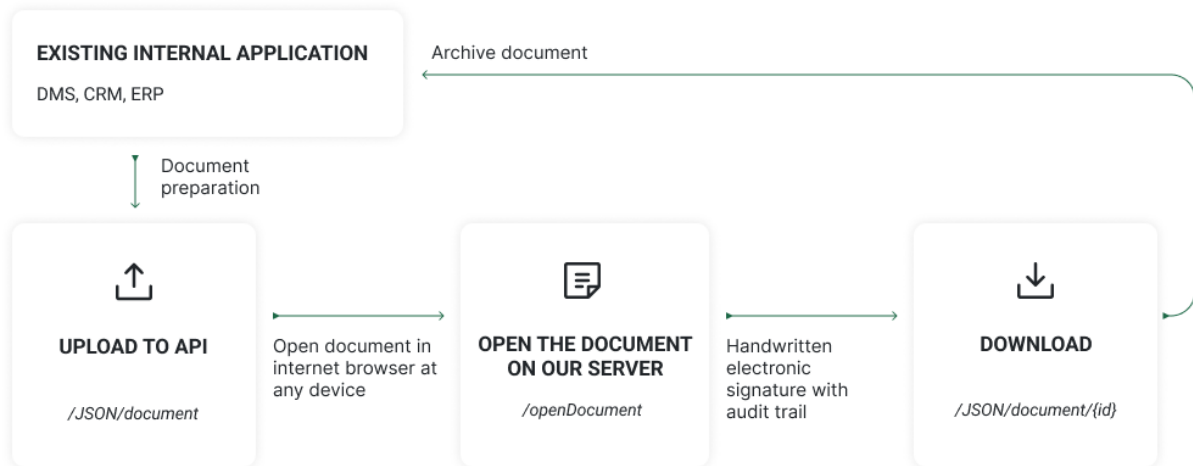 EXISTING INTERNAL APPLICATION
DMS, CRM, ERP
Archive document
Document
preparation
UPLOAD TO API
/JSON/document
Open document in
internet browser at
any device
OPEN THE DOCUMENT
ON OUR SERVER
/openDocument
Handwritten
electronic
signature with
audit trail
DOWNLOAD
/JSON/document/{id}